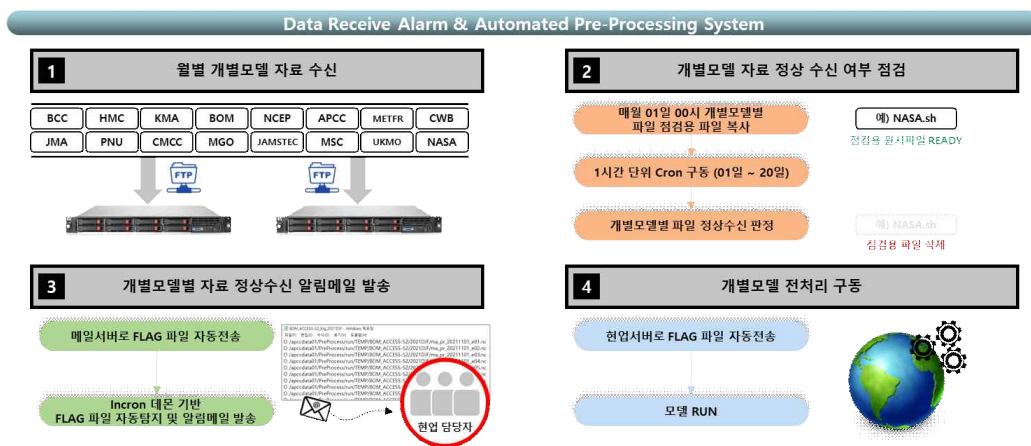 Data Receive Alarm & Automated Pre-Processing System
1
월별 개별모델 자료 수신
BCC
HMC
KMA
BOM
NCEP
APCC
METFR
CWB
JMA
PNU
CMCC
MGO
JAMSTEC
MSC
UKMO
NASA
FTP
FTP
2
개별모델 자료 정상 수신 여부 점검
매월 01일 00시 개별모델별
파일 점검용 파일 복사
예) NASA.sh
점검용 원시파일 READY
1시간 단위 Cron 구동 (01일 ~ 20일)
개별모델별 파일 정상수신 판정
예) NASA.sh
점검용 파일 삭제
3
개별모델별 자료 정상수신 알림메일 발송
메일서버로 FLAG 파일 자동전송
Incron 데몬 기반
FLAG 파일 자동탐지 및 알림메일 발송
현업 담당자
4
개별모델 전처리 구동
현업서버로 FLAG 파일 자동전송
모델 RUN